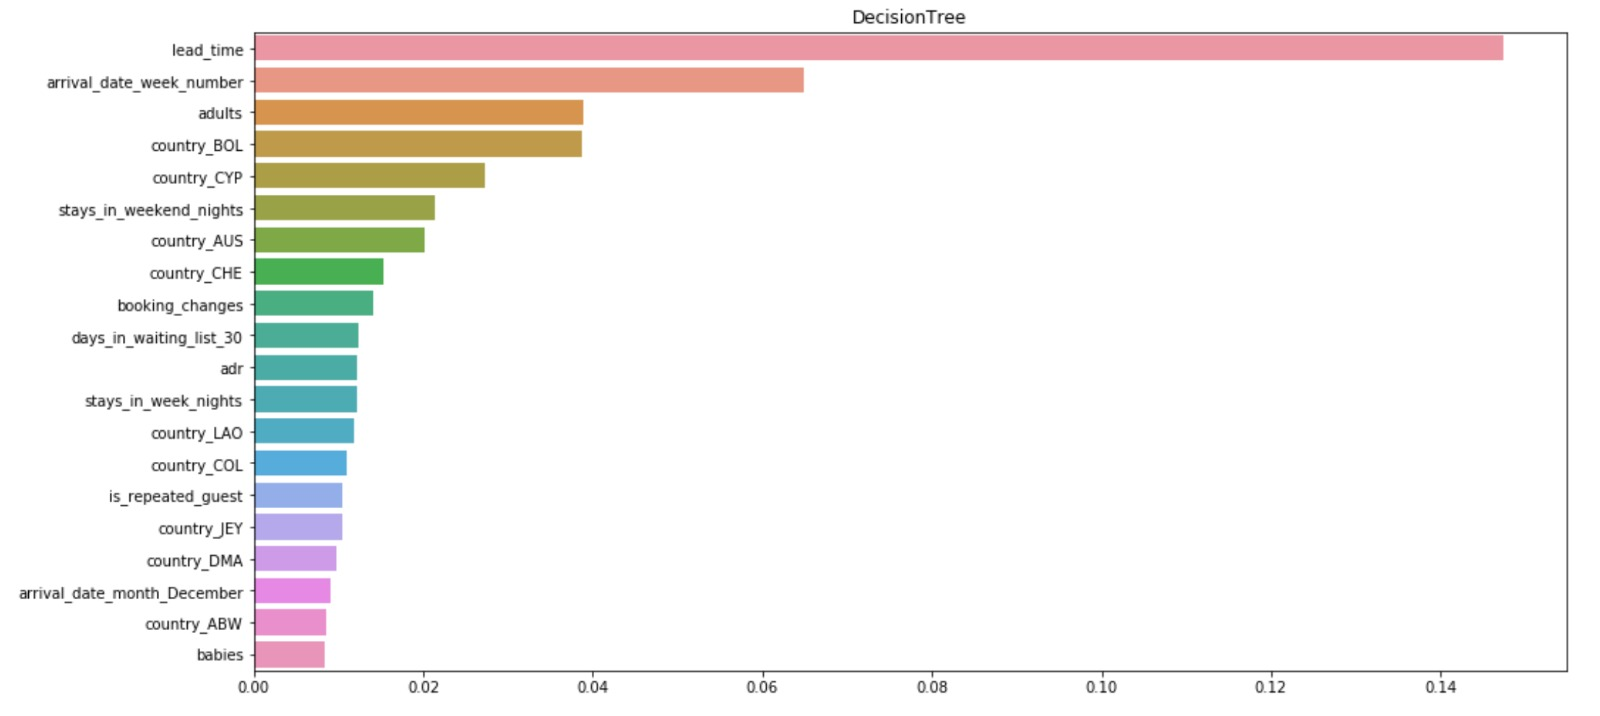 DecisionTree
lead_time
arrival_date_week_number
adults
country_BOL
country_CYP
stays_in_weekend_nights
country_AUS
country_CHE
booking_changes
days_in_waiting_list_30
adr
stays_in_week_nights
country_LAO
country_COL
is_repeated_guest
country_JEY
country_DMA
arrival_date_month_December
country_ABW
babies
0.00 0.02 0.04 0.06 0.08 0.10 0.12 0.14